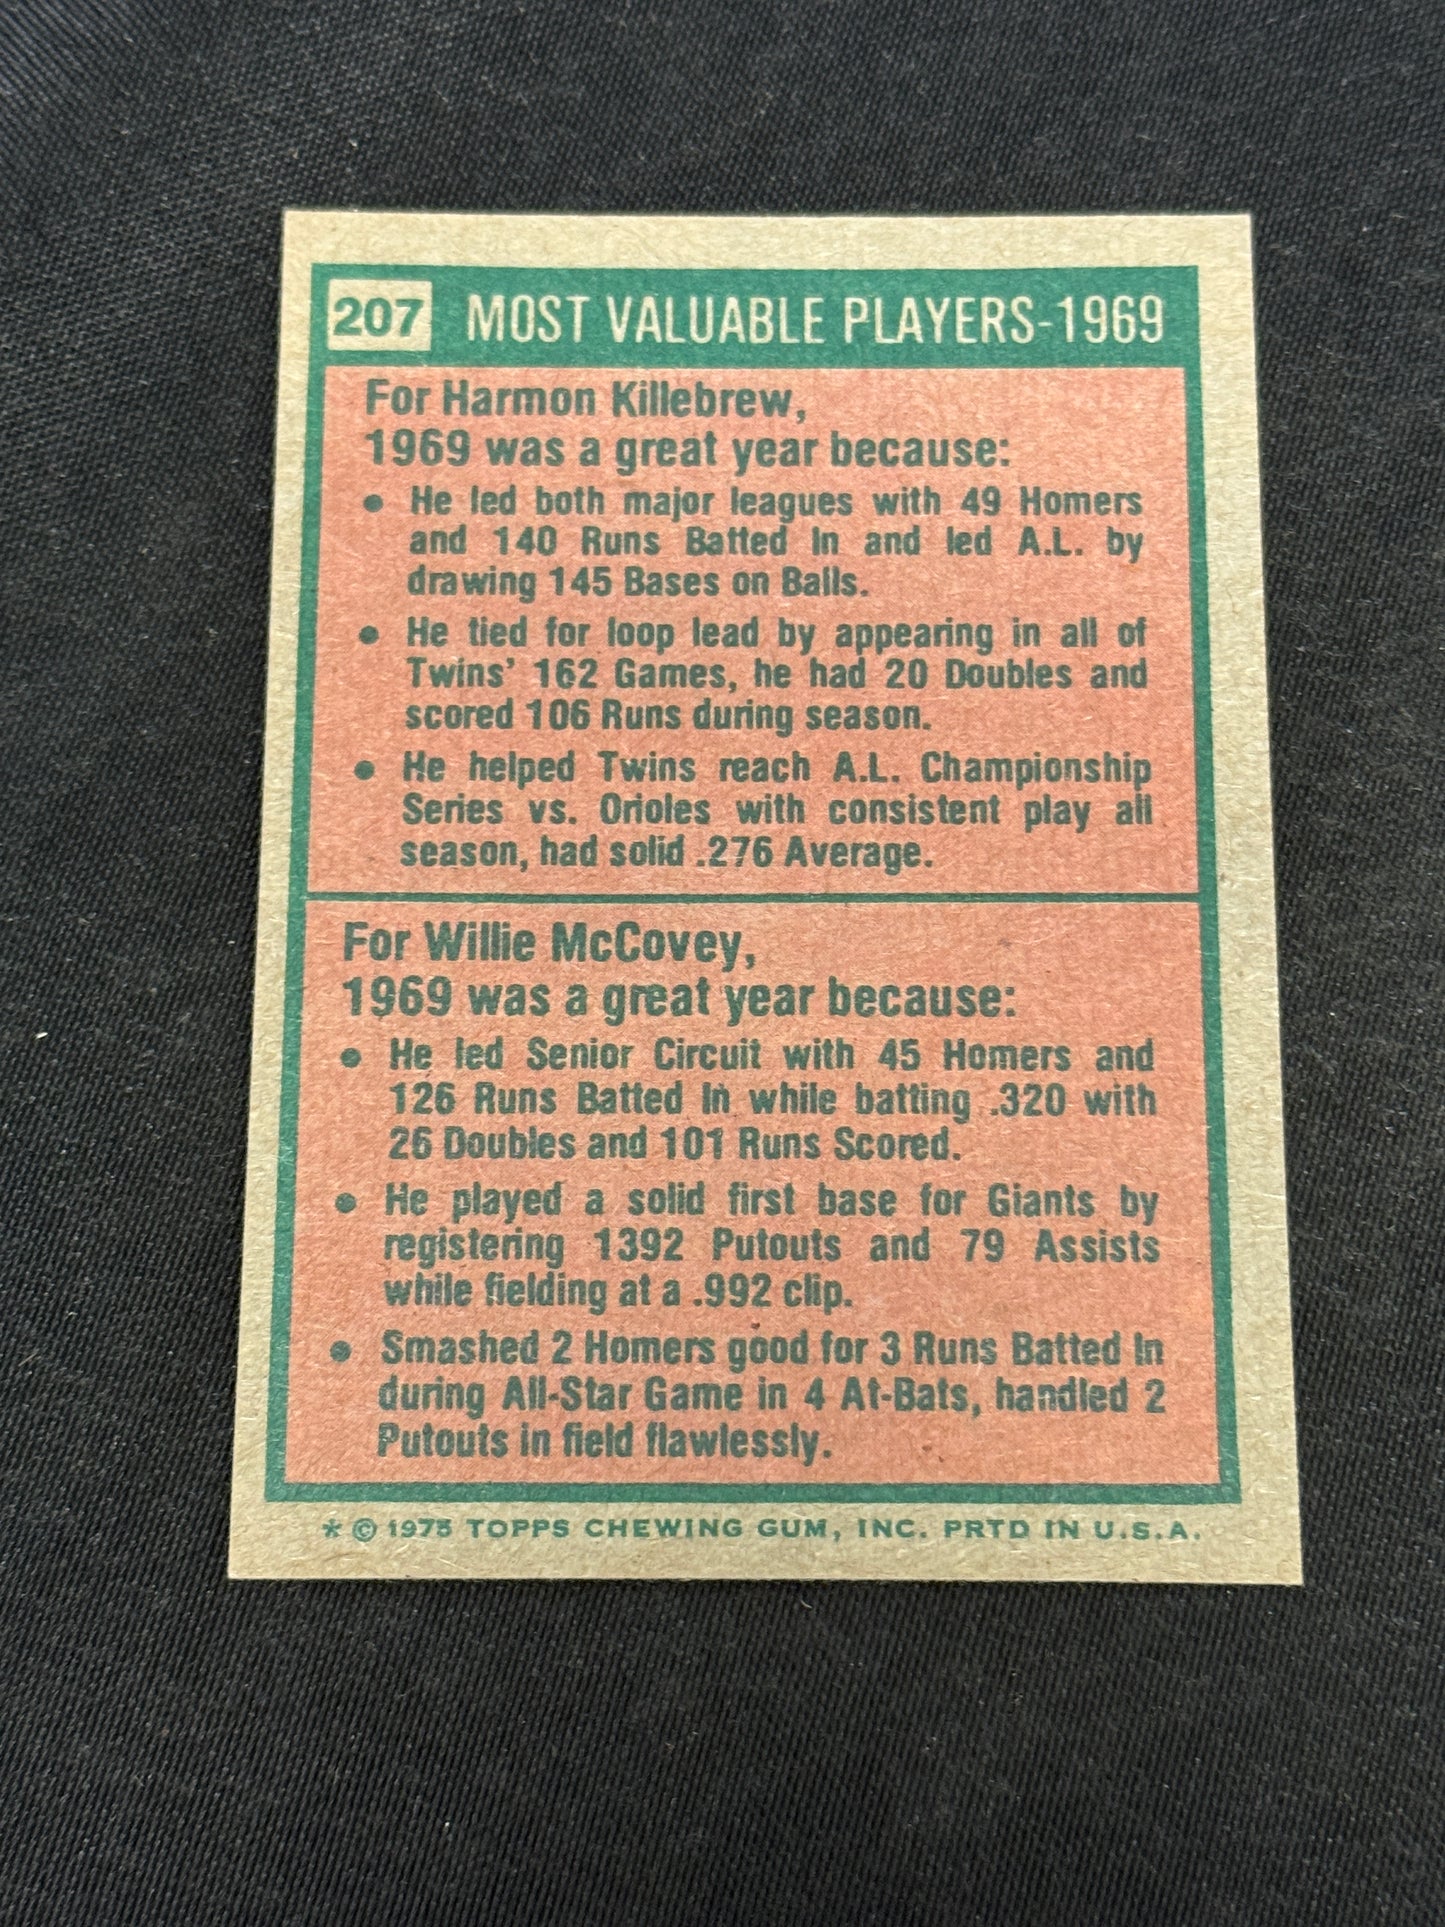 207 MOST VALUABLE PLAYERS-1969
For Harmon Killebrew,
1969 was a great year because:
• He led both major leagues with 49 Homers
and 140 Runs Batted In and led A.L. by
drawing 145 Bases on Balls.
• He tied for loop lead by appearing in all of
Twins' 162 Games, he had 20 Doubles and
scored 106 Runs during season.
• He helped Twins reach A.L. Championship
Series vs. Orioles with consistent play all
season, had solid .276 Average.
For Willie McCovey,
1969 was a great year because:
• He led Senior Circuit with 45 Homers and
126 Runs Batted In while batting .320 with
26 Doubles and 101 Runs Scored.
• He played a solid first base for Giants by
registering 1392 Putouts and 79 Assists
while fielding at a .992 clip.
• Smashed 2 Homers good for 3 Runs Batted In
during All-Star Game in 4 At-Bats, handled 2
Putouts in field flawlessly.
* © 1975 TOPPS CHEWING GUM, INC. PRTD IN U.S.A.